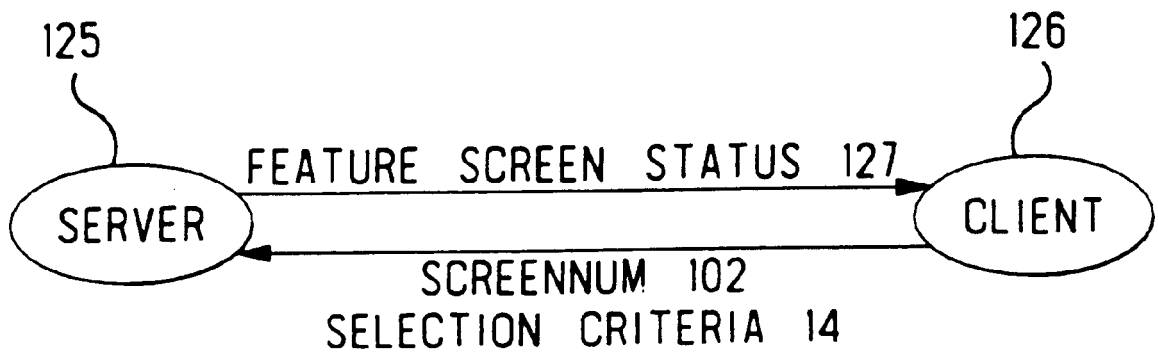 125
126
FEATURE SCREEN STATUS 127
SERVER
CLIENT
SCREENNUM 102
SELECTION CRITERIA 14